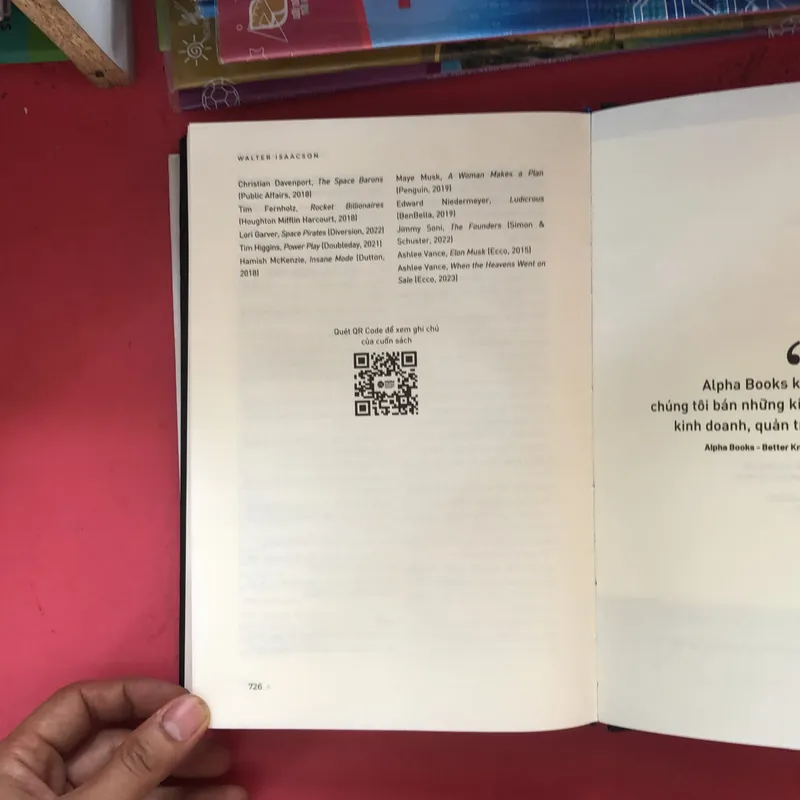 WALTER ISAACSON
Christian Davenport, The Space Barons
(Public Affairs, 2018)
Tim Fernholz, Rocket Billionaires
(Houghton Mifflin Harcourt, 2018)
Lori Garver, Space Pirates (Diversion, 2022)
Tim Higgins, Power Play (Doubleday, 2021)
Hamish McKenzie, Insane Mode (Dutton,
2018)
Maye Musk, A Woman Makes a Plan
(Penguin, 2019)
Edward Niedermeyer, Ludicrous
(BenBella, 2019)
Jimmy Soni, The Founders (Simon &
Schuster, 2022)
Ashlee Vance, Elon Musk (Ecco, 2015)
Ashlee Vance, When the Heavens Went on
Sale (Ecco, 2023)
Quét QR Code để xem ghi chú
của cuốn sách
726
Alpha Books k
chúng tôi bán những ki
kinh doanh, quản t
Alpha Books - Better Kn